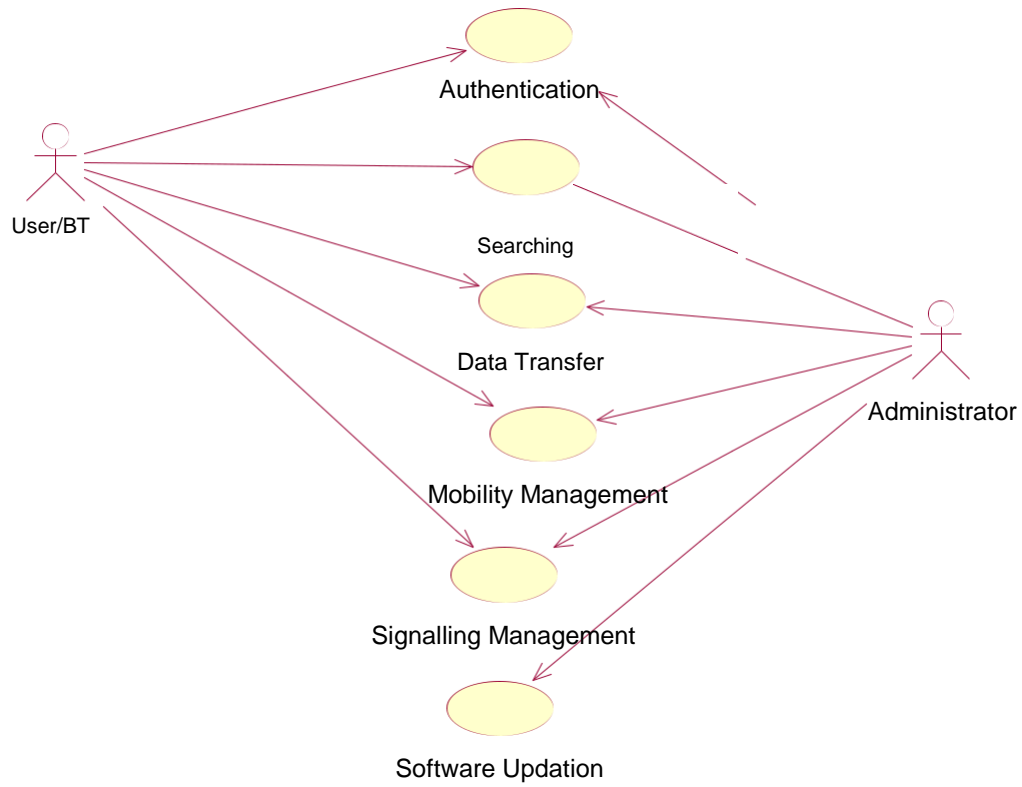 Authentication
User/BT
Searching
Data Transfer
Administrator
Mobility Management
Signalling Management
Software Updation